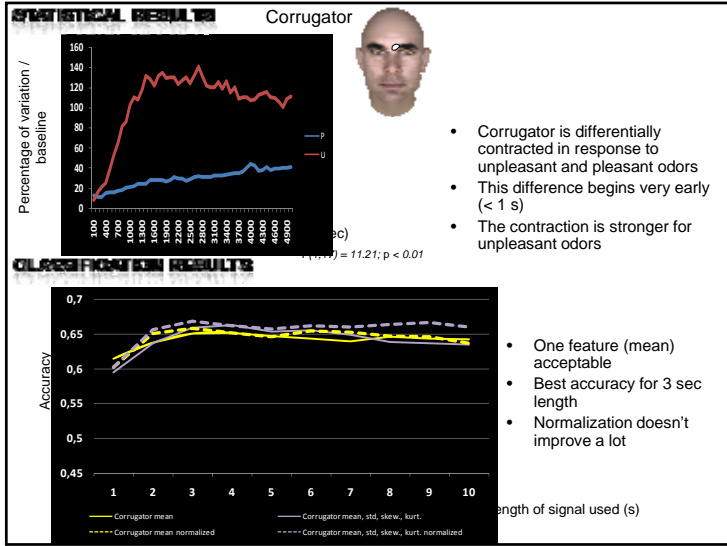 STATISTICAL RESULTS
Corrugator
Percentage of variation /
baseline
160
140
120
100
80
60
40
20
0
P
U
100
400
700
1000
1300
1600
1900
2200
2500
2800
3100
3400
3700
4000
4300
4600
4900
ec)
(1,17) = 11.21; p < 0.01
• Corrugator is differentially
contracted in response to
unpleasant and pleasant odors
• This difference begins very early
(< 1 s)
• The contraction is stronger for
unpleasant odors
CLASSIFICATION RESULTS
Accuracy
0,7
0,65
0,6
0,55
0,5
0,45
1 2 3 4 5 6 7 8 9 10
ength of signal used (s)
Corrugator mean
Corrugator mean, std, skew., kurt.
Corrugator mean normalized
Corrugator mean, std, skew., kurt. normalized
• One feature (mean)
acceptable
• Best accuracy for 3 sec
length
• Normalization doesn't
improve a lot